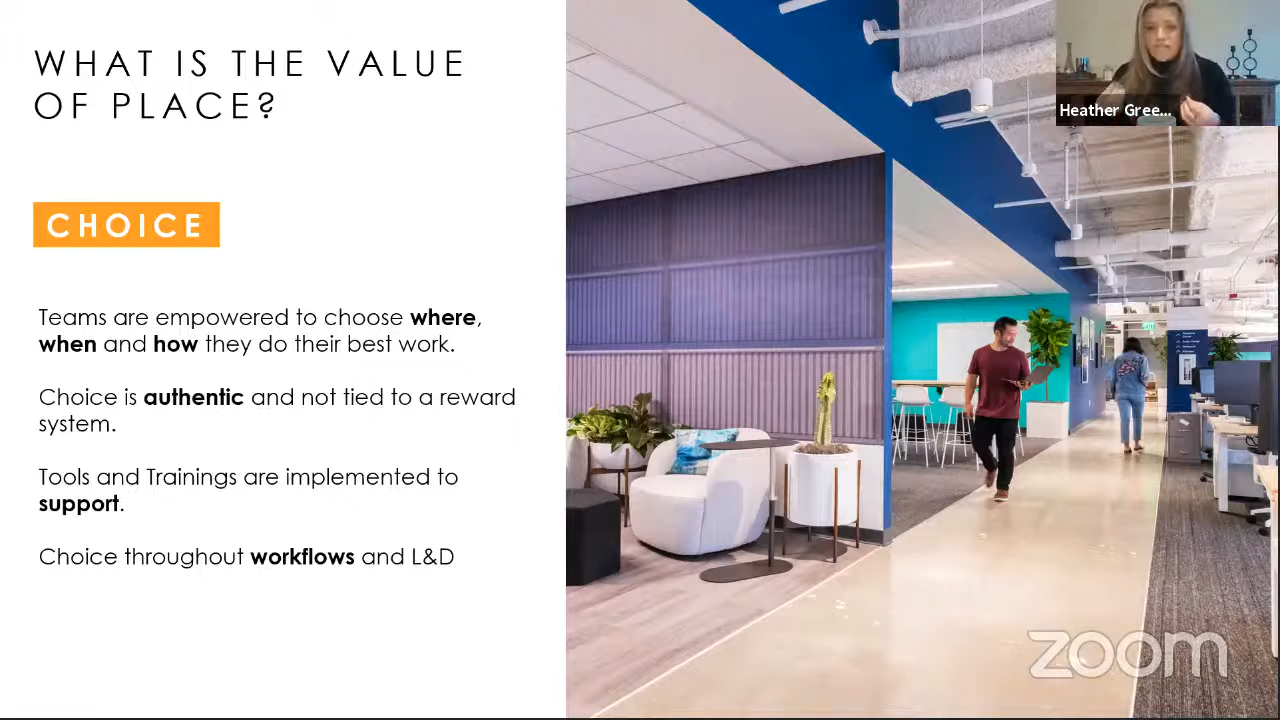 WHAT IS THE VALUE
OF PLACE?
CHOICE
Teams are empowered to choose where,
when and how they do their best work.
Choice is authentic and not tied to a reward
system.
Tools and Trainings are implemented to
support.
Choice throughout workflows and L&D
Heather Gree...
zoom